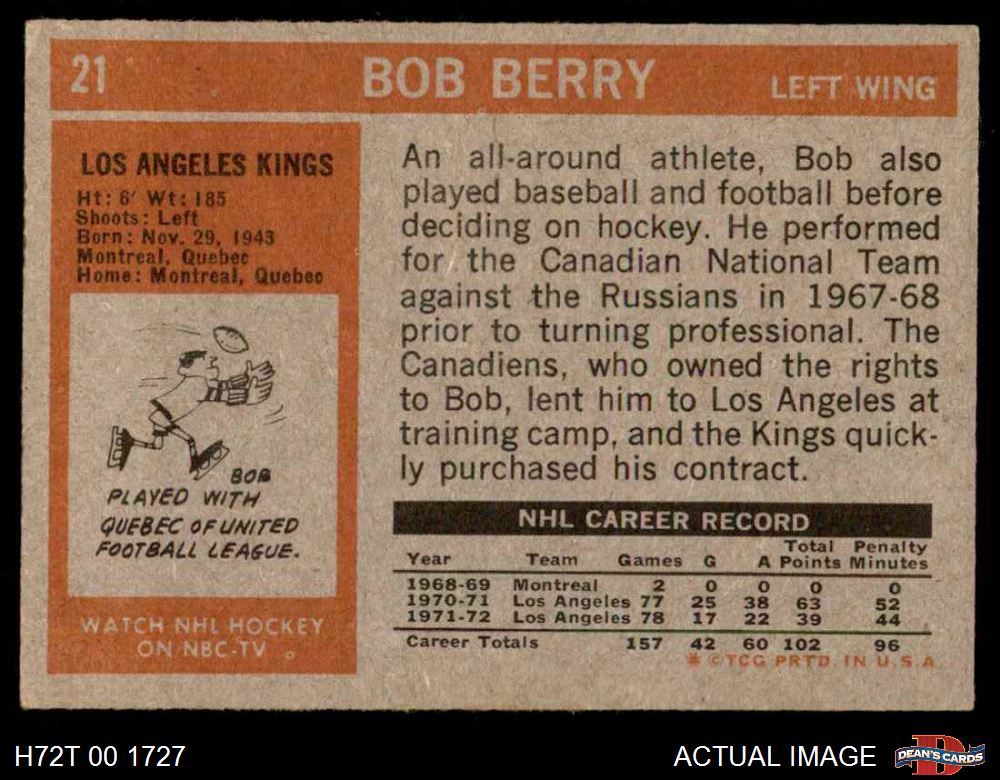 21
BOB BERRY
LEFT WING
LOS ANGELES KINGS
Ht: 6' Wt: 185
Shoots: Left
Born: Nov. 29, 1943
Montreal, Quebec
Home: Montreal, Quebec
BOB
PLAYED WITH
QUEBEC OF UNITED
FOOTBALL LEAGUE.
WATCH NHL HOCKEY
ON NBC-TV
An all-around athlete, Bob also
played baseball and football before
deciding on hockey. He performed
for the Canadian National Team
against the Russians in 1967-68
prior to turning professional. The
Canadiens, who owned the rights
to Bob, lent him to Los Angeles at
training camp, and the Kings quick-
ly purchased his contract.
NHL CAREER RECORD
Year Team Games G A Total Points Penalty Minutes
1968-69 Montreal 2 0 0 0 0
1970-71 Los Angeles 77 25 38 63 52
1971-72 Los Angeles 78 17 22 39 44
Career Totals 157 42 60 102 96
* © TCG PRTD. IN U.S.A.
H72T 00 1727
ACTUAL IMAGE
D
DEAN'S CARDS